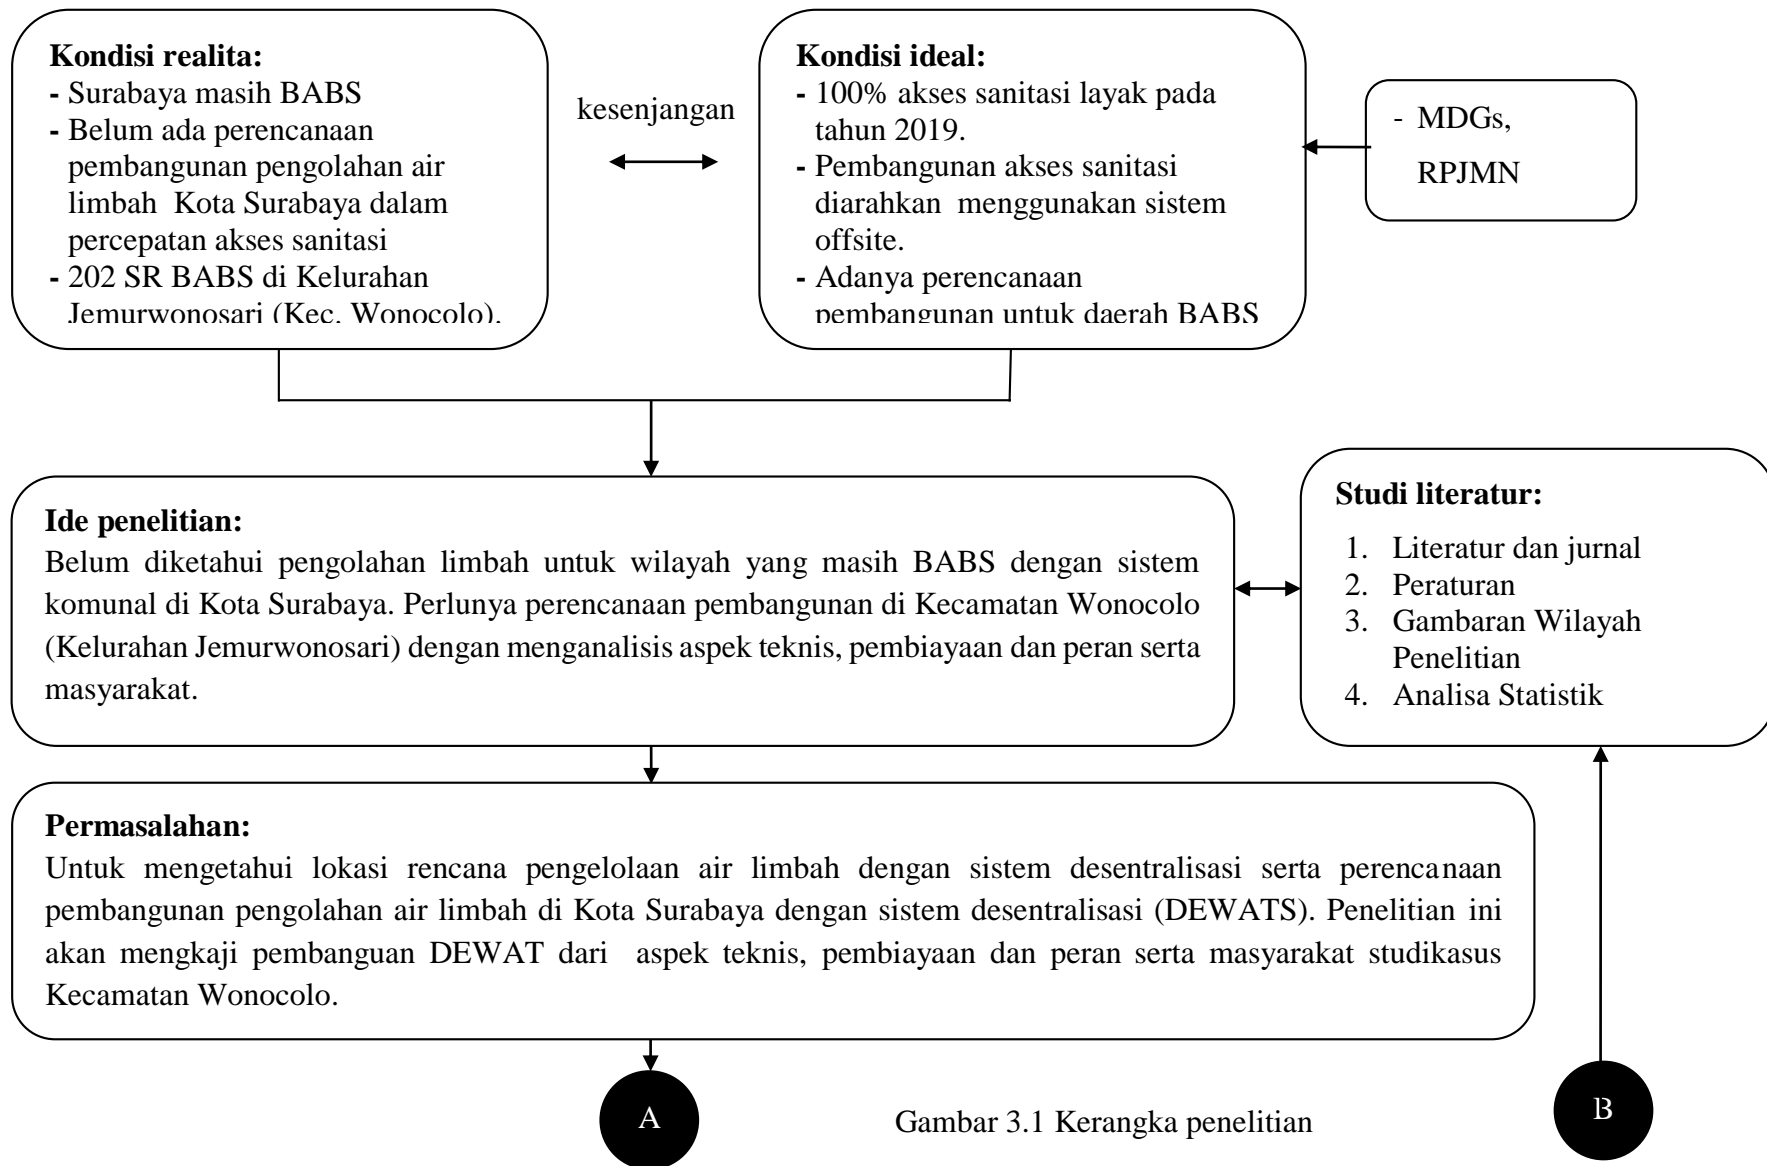 Kondisi realita:
- Surabaya masih BABS
- Belum ada perencanaan
pembangunan pengolahan air
limbah Kota Surabaya dalam
percepatan akses sanitasi
- 202 SR BABS di Kelurahan
Jemurwonosari (Kec. Wonocolo).
kesenjangan
Kondisi ideal:
- 100% akses sanitasi layak pada
tahun 2019.
- Pembangunan akses sanitasi
diarahkan menggunakan sistem
offsite.
- Adanya perencanaan
pembangunan untuk daerah BABS
- MDGs,
RPJMN
Ide penelitian:
Belum diketahui pengolahan limbah untuk wilayah yang masih BABS dengan sistem
komunal di Kota Surabaya. Perlunya perencanaan pembangunan di Kecamatan Wonocolo
(Kelurahan Jemurwonosari) dengan menganalisis aspek teknis, pembiayaan dan peran serta
masyarakat.
Studi literatur:
1. Literatur dan jurnal
2. Peraturan
3. Gambaran Wilayah
Penelitian
4. Analisa Statistik
Permasalahan:
Untuk mengetahui lokasi rencana pengelolaan air limbah dengan sistem desentralisasi serta perencanaan
pembangunan pengolahan air limbah di Kota Surabaya dengan sistem desentralisasi (DEWATS). Penelitian ini
akan mengkaji pembanguan DEWAT dari aspek teknis, pembiayaan dan peran serta masyarakat studikasus
Kecamatan Wonocolo.
A
Gambar 3.1 Kerangka penelitian
B